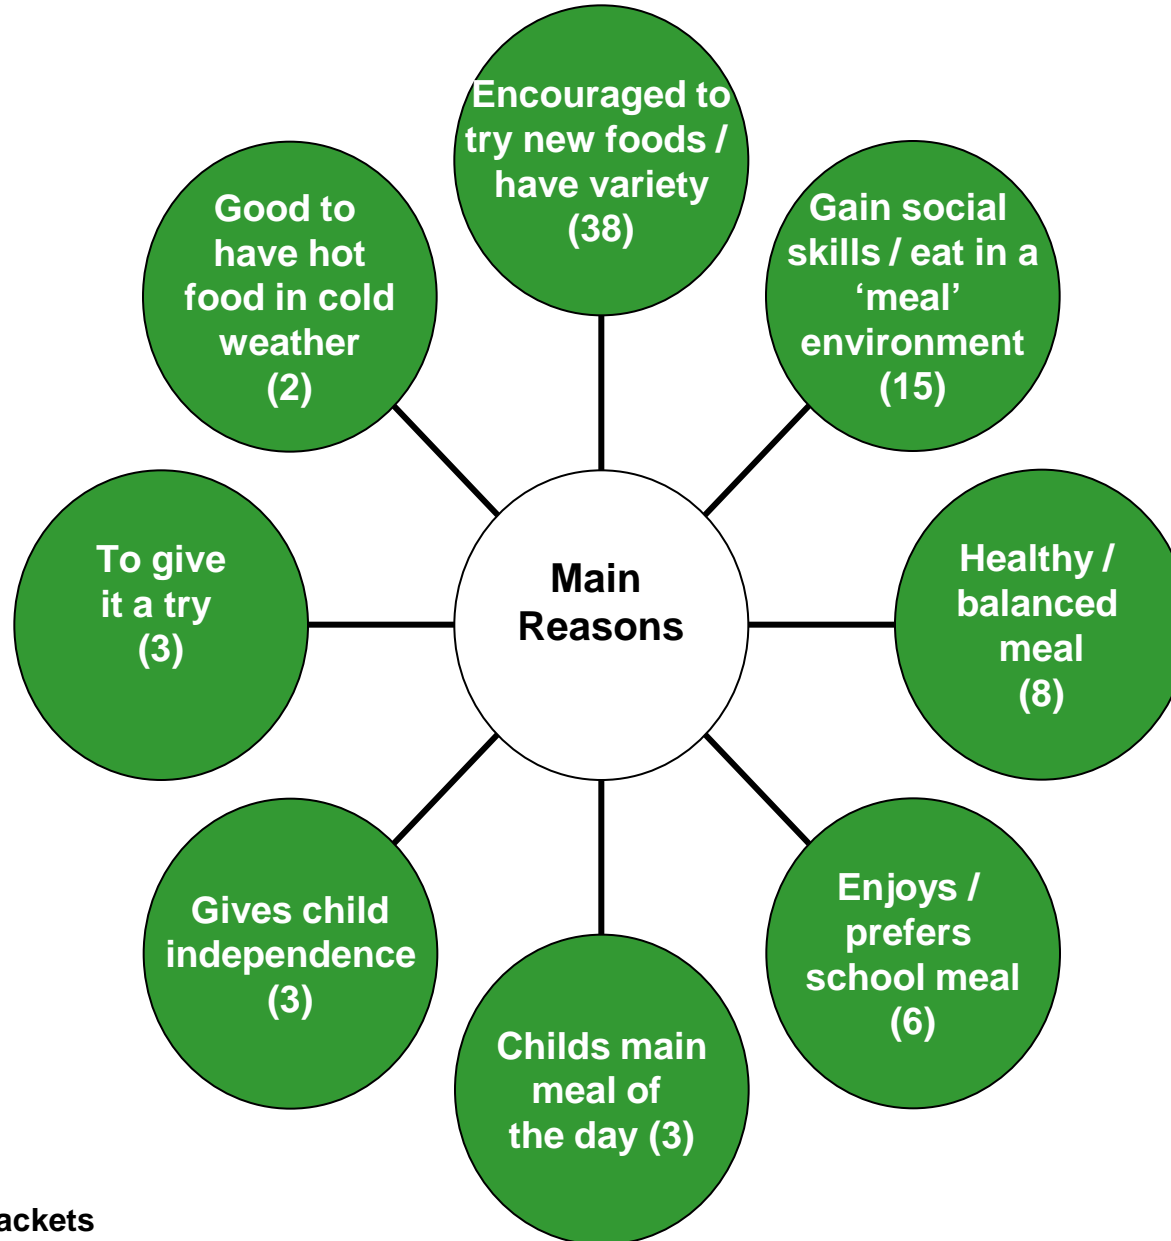 Encouraged to
try new foods /
have variety
(38)
Gain social
skills / eat in a
‘meal’
environment
(15)
Healthy /
balanced
meal
(8)
Enjoys /
prefers
school meal
(6)
Childs main
meal of
the day (3)
Gives child
independence
(3)
To give
it a try
(3)
Good to
have hot
food in cold
weather
(2)
Main
Reasons
ackets